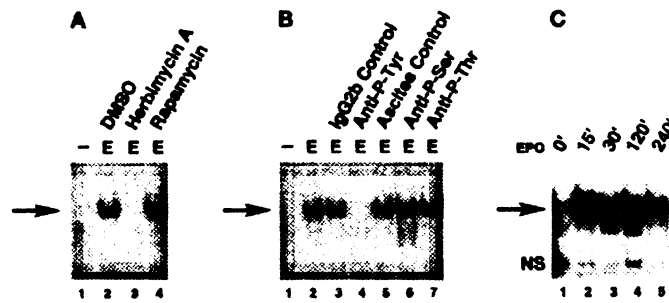 A
DMSO
Herbimycin A
Rapamycin
– E E E
1 2 3 4
B
IgG2b Control
Anti-P-Tyr
Ascites Control
Anti-P-Ser
Anti-P-Thr
– E E E E E E
1 2 3 4 5 6 7
C
EPO 0' 15' 30' 120' 240'
NS
1 2 3 4 5